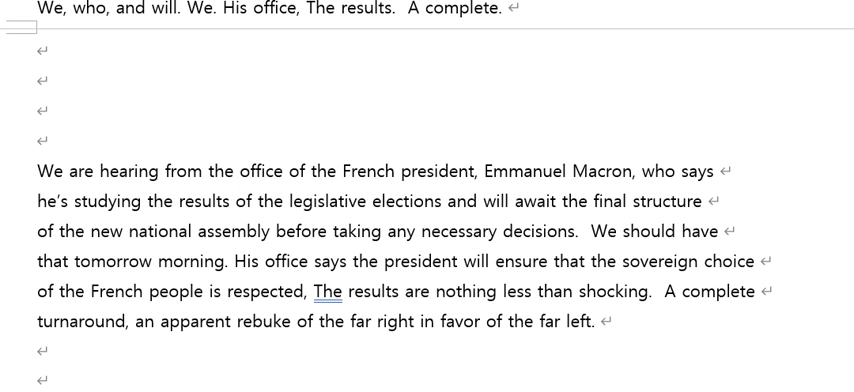 We, who, and will. We. His office, The results.  A complete.
We are hearing from the office of the French president, Emmanuel Macron, who says
he's studying the results of the legislative elections and will await the final structure
of the new national assembly before taking any necessary decisions.  We should have
that tomorrow morning. His office says the president will ensure that the sovereign choice
of the French people is respected, The results are nothing less than shocking.  A complete
turnaround, an apparent rebuke of the far right in favor of the far left.